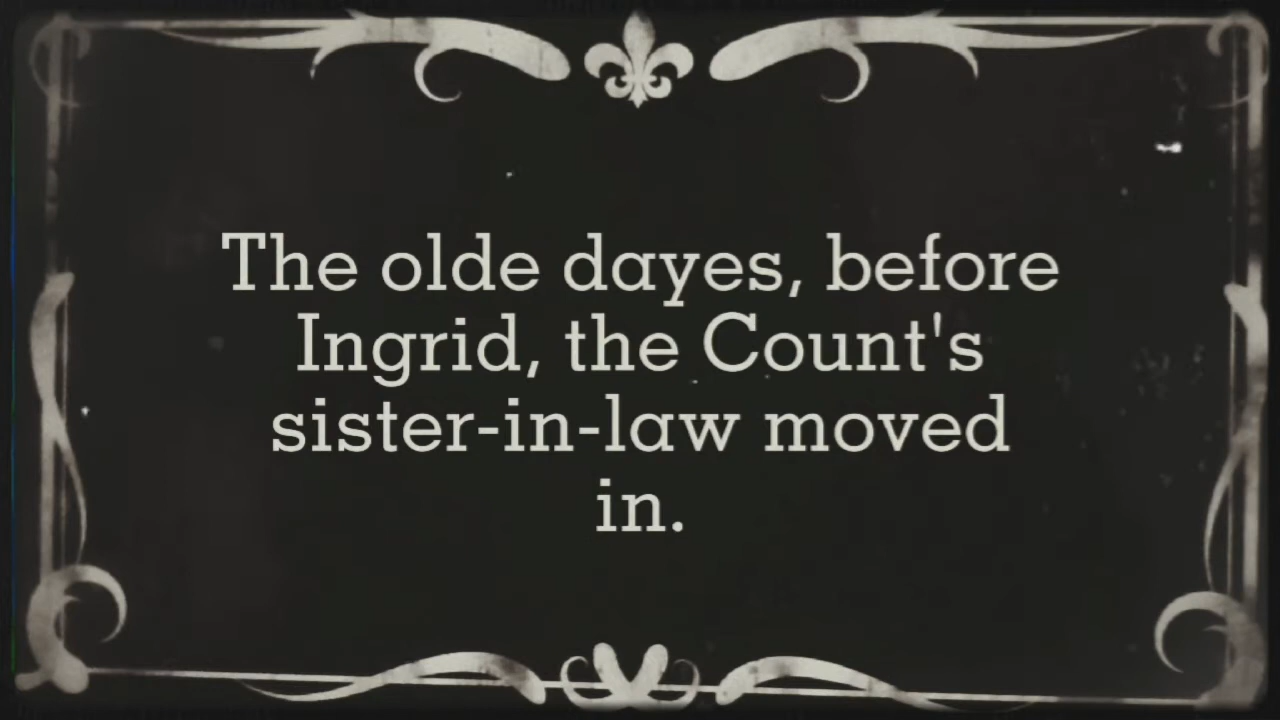 The olde dayes, before
Ingrid, the Count's
sister-in-law moved
in.